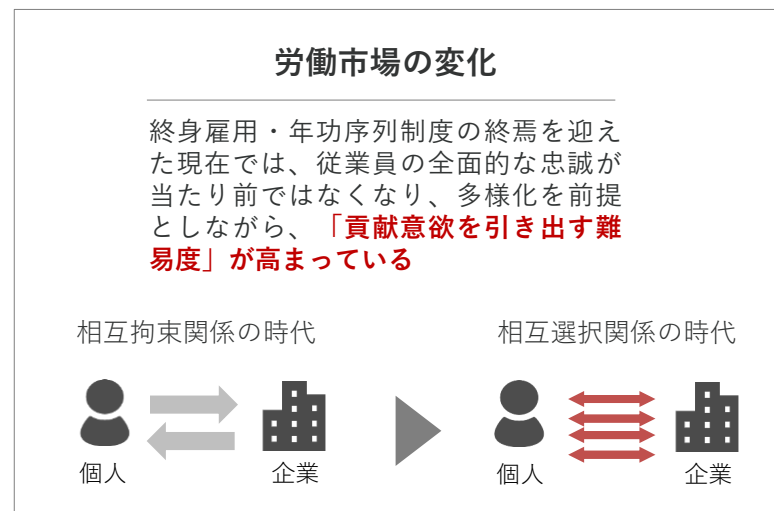 労働市場の変化
終身雇用・年功序列制度の終焉を迎え
た現在では、従業員の全面的な忠誠が
当たり前ではなくなり、多様化を前提
としながら、「貢献意欲を引き出す難
易度」が高まっている
相互拘束関係の時代
相互選択関係の時代
個人
企業
個人
企業